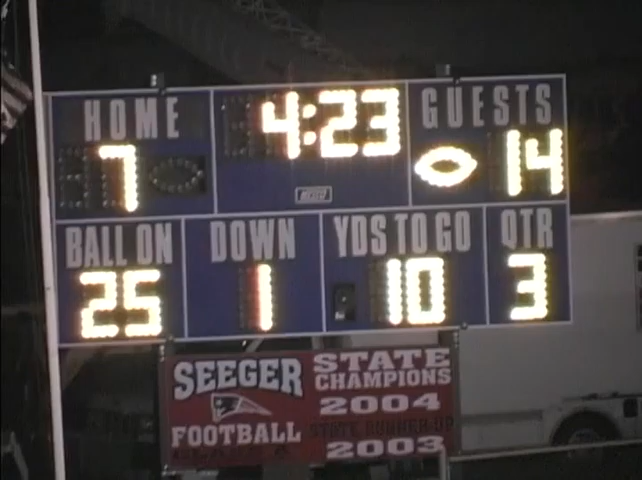 HOME 4:23 GUESTS
7 14
BALL ON DOWN YDS TO GO QTR
25 1 10 3
SEEGER
FOOTBALL
STATE
CHAMPIONS
2004
STATE RUNNER-UP
2003